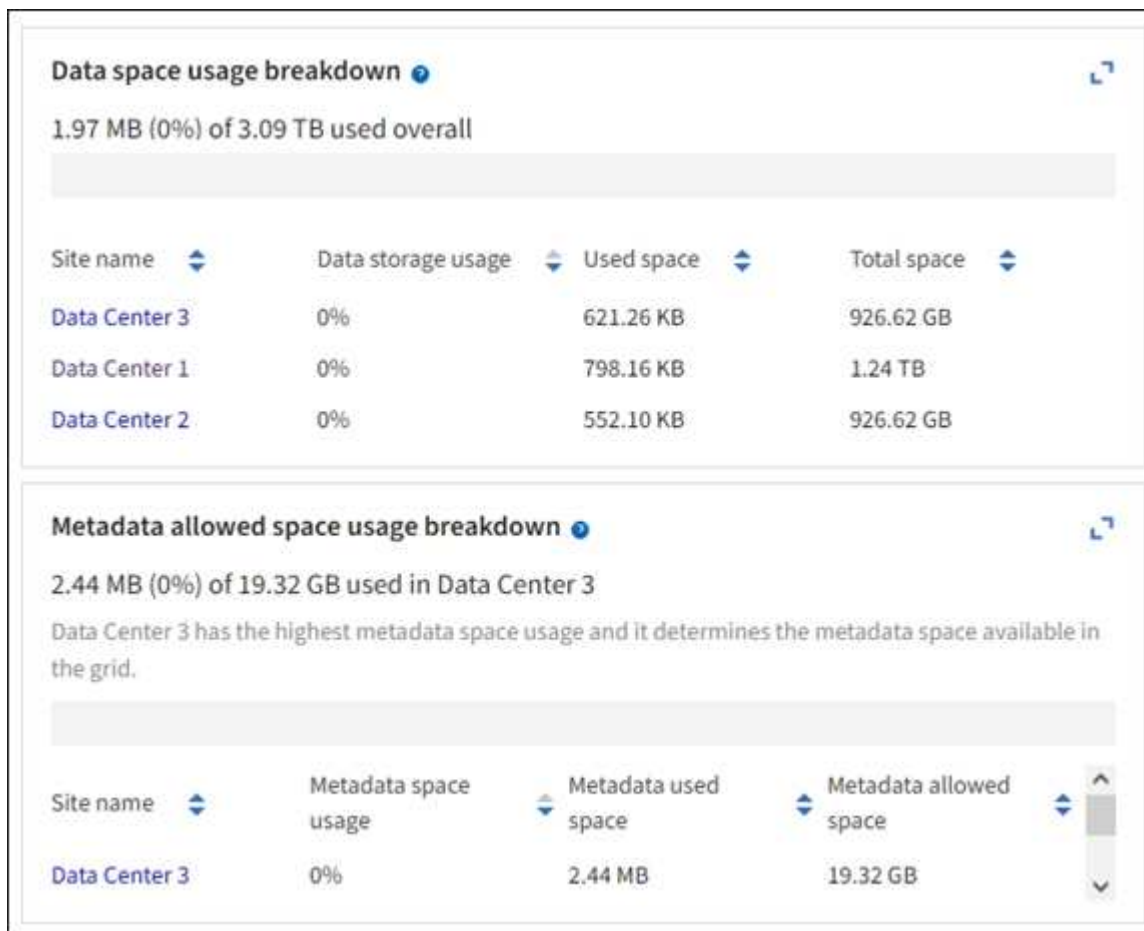 Data space usage breakdown ?
1.97 MB (0%) of 3.09 TB used overall
Site name Data storage usage Used space Total space
Data Center 3 0% 621.26 KB 926.62 GB
Data Center 1 0% 798.16 KB 1.24 TB
Data Center 2 0% 552.10 KB 926.62 GB
Metadata allowed space usage breakdown ?
2.44 MB (0%) of 19.32 GB used in Data Center 3
Data Center 3 has the highest metadata space usage and it determines the metadata space available in
the grid.
Site name Metadata space usage Metadata used space Metadata allowed space
Data Center 3 0% 2.44 MB 19.32 GB